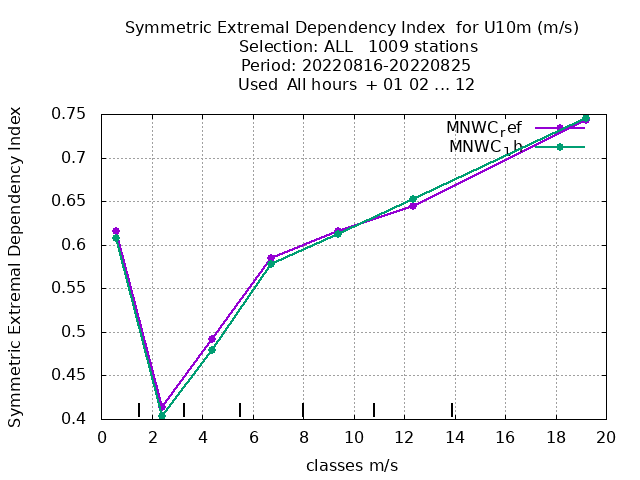 Symmetric Extremal Dependency Index for U10m (m/s)
Selection: ALL 1009 stations
Period: 20220816-20220825
Used All hours + 01 02 ... 12
Symmetric Extremal Dependency Index
0.75
0.7
0.65
0.6
0.55
0.5
0.45
0.4
MNWCref
MNWC1h
0 2 4 6 8 10 12 14 16 18 20
classes m/s